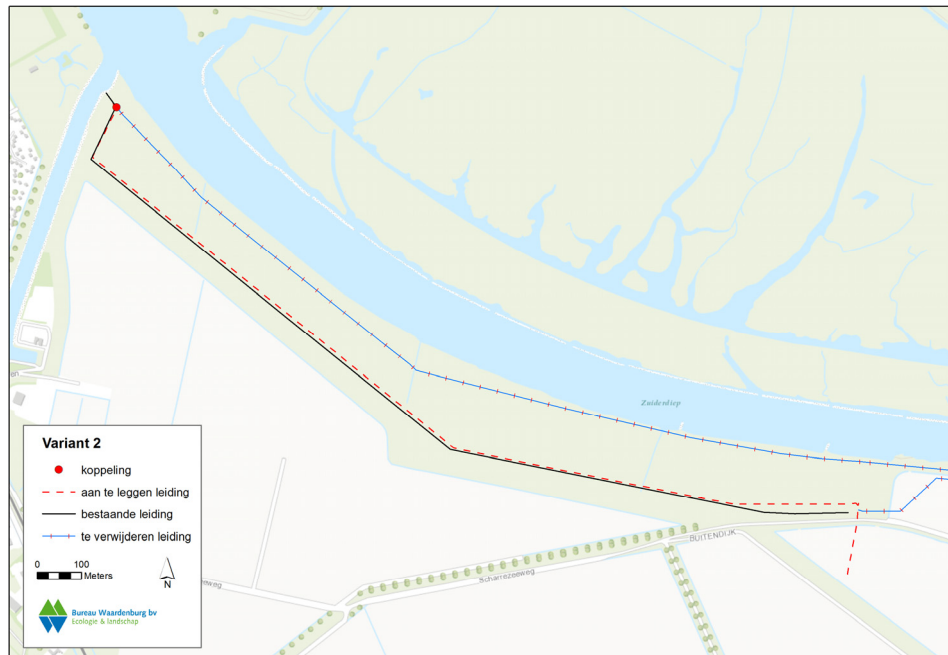 Zuiderdiep
BUITENDIJK
Scharrezeeweg
Variant 2
koppeling
aan te leggen leiding
bestaande leiding
te verwijderen leiding
0 100
Meters
N
Bureau Waardenburg bv
Ecologie & landschap